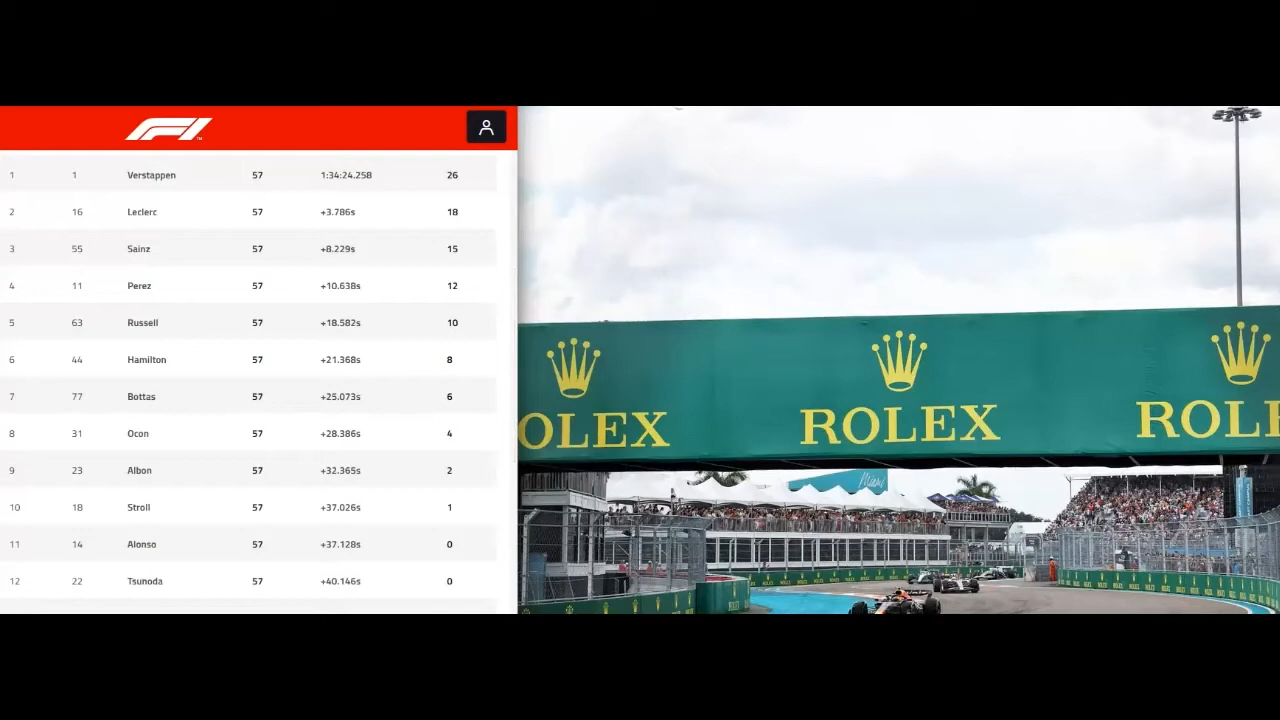 F1
1 1 Verstappen 57 1:34:24.258 26
2 16 Leclerc 57 +3.786s 18
3 55 Sainz 57 +8.229s 15
4 11 Perez 57 +10.638s 12
5 63 Russell 57 +18.582s 10
6 44 Hamilton 57 +21.368s 8
7 77 Bottas 57 +25.073s 6
8 31 Ocon 57 +28.386s 4
9 23 Albon 57 +32.365s 2
10 18 Stroll 57 +37.026s 1
11 14 Alonso 57 +37.128s 0
12 22 Tsunoda 57 +40.146s 0
OLEX
ROLEX
ROL
Miami